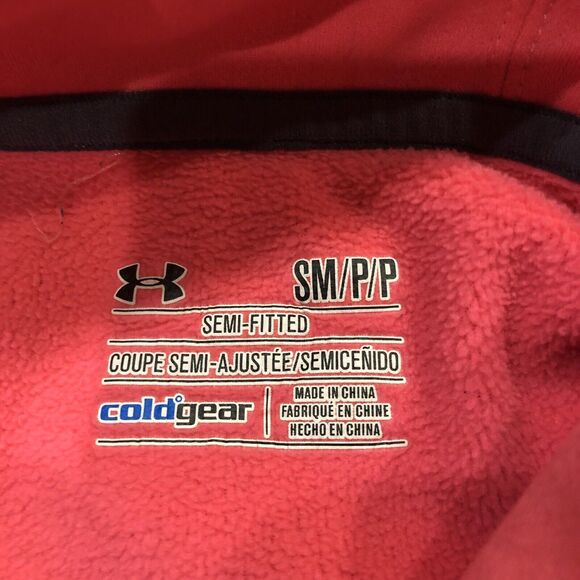 SM/P/P
SEMI-FITTED
COUPE SEMI-AJUSTÉE/SEMICEÑIDO
coldgear
MADE IN CHINA
FABRIQUÉ EN CHINE
HECHO EN CHINA